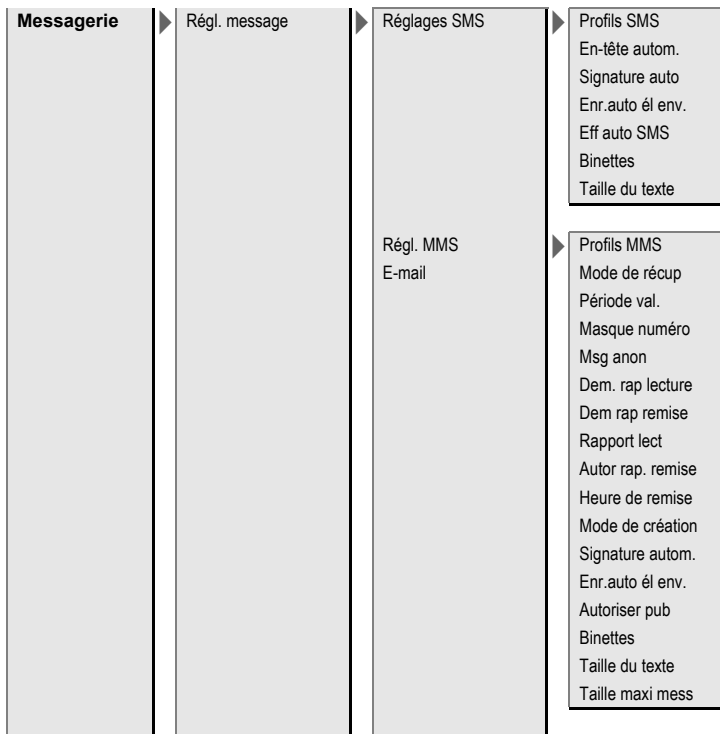 Messagerie
Régl. message
Réglages SMS
Profils SMS
En-tête autom.
Signature auto
Enr.auto él env.
Eff auto SMS
Binettes
Taille du texte
Régl. MMS
E-mail
Profils MMS
Mode de récup
Période val.
Masque numéro
Msg anon
Dem. rap lecture
Dem rap remise
Rapport lect
Autor rap. remise
Heure de remise
Mode de création
Signature autom.
Enr.auto él env.
Autoriser pub
Binettes
Taille du texte
Taille maxi mess